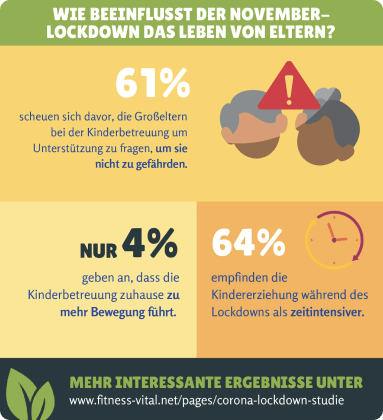 WIE BEEINFLUSST DER NOVEMBER-
LOCKDOWN DAS LEBEN VON ELTERN?
61%
scheuen sich davor, die Großeltern
bei der Kinderbetreuung um
Unterstützung zu fragen, um sie
nicht zu gefährden.
NUR 4%
geben an, dass die
Kinderbetreuung zuhause zu
mehr Bewegung führt.
64%
empfinden die
Kindererziehung während des
Lockdowns als zeitintensiver.
MEHR INTERESSANTE ERGEBNISSE UNTER
www.fitness-vital.net/pages/corona-lockdown-studie